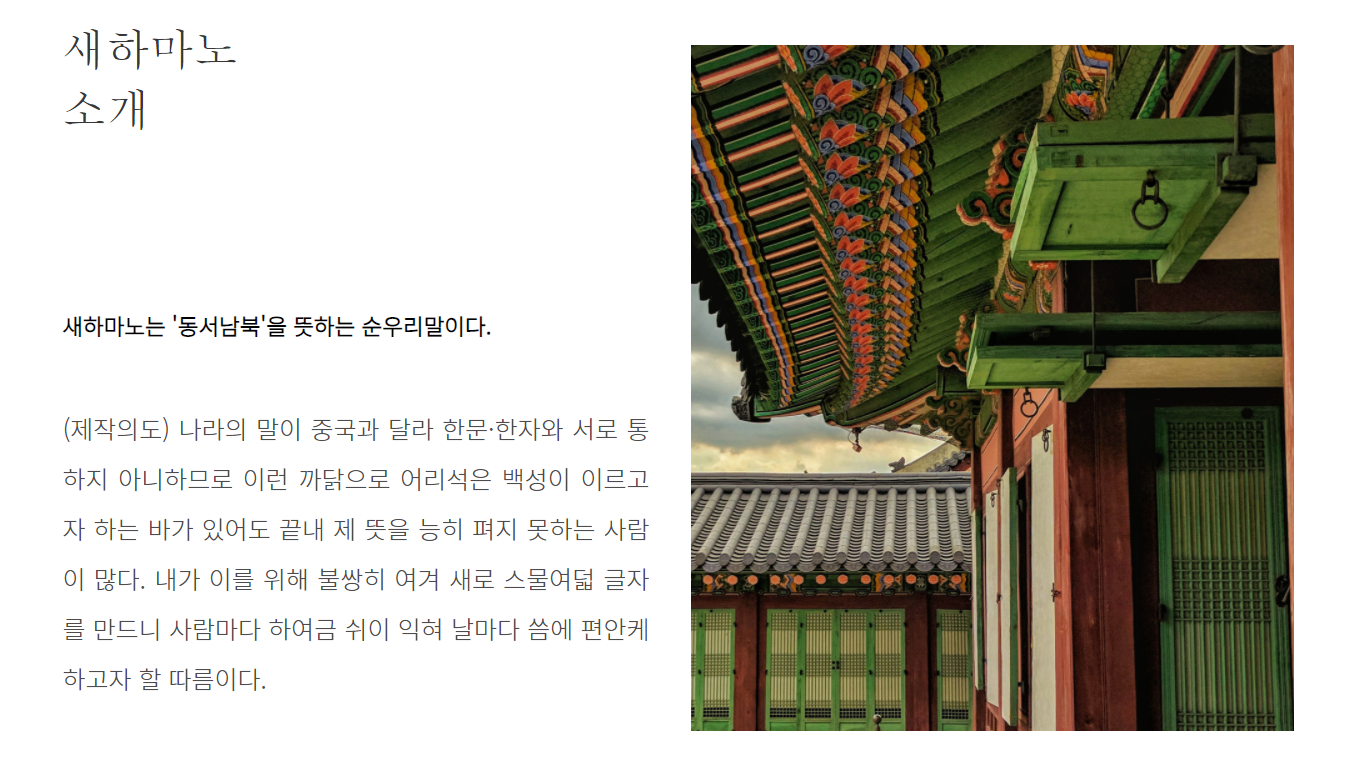 새하마노
소개
새하마노는 '동서남북'을 뜻하는 순우리말이다.
(제작의도) 나라의 말이 중국과 달라 한문·한자와 서로 통
하지 아니하므로 이런 까닭으로 어리석은 백성이 이르고
자 하는 바가 있어도 끝내 제 뜻을 능히 펴지 못하는 사람
이 많다. 내가 이를 위해 불쌍히 여겨 새로 스물여덟 글자
를 만드니 사람마다 하여금 쉬이 익혀 날마다 씀에 편안케
하고자 할 따름이다.